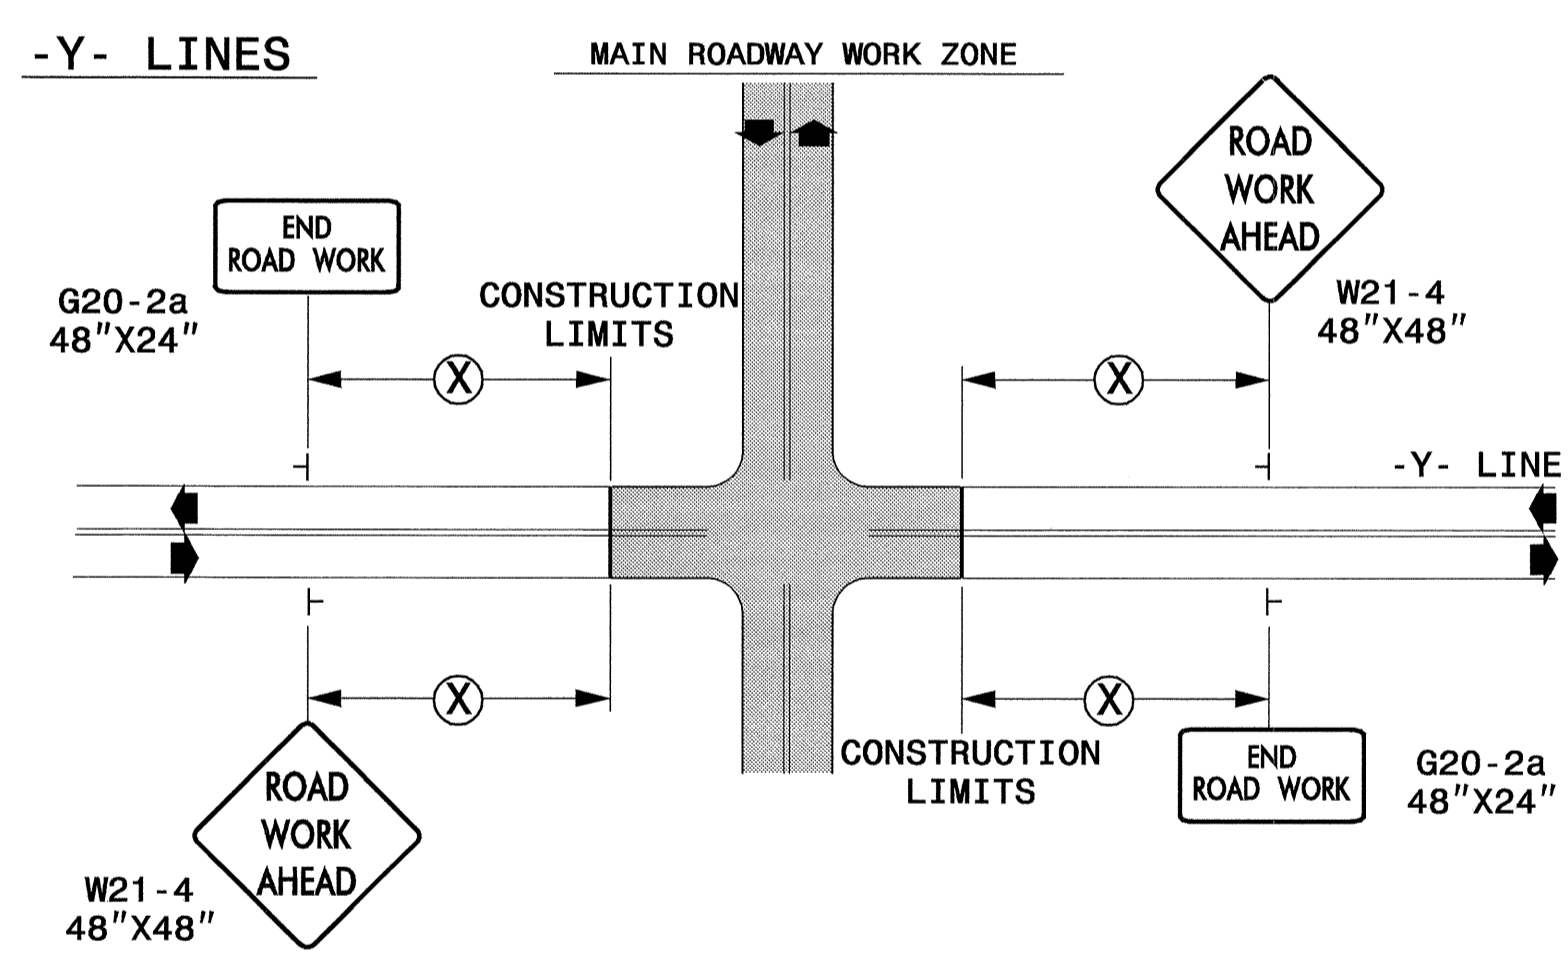 -Y- LINES
MAIN ROADWAY WORK ZONE
ROAD
WORK
AHEAD
END
ROAD WORK
G20-2a
48"X24"
CONSTRUCTION
LIMITS
W21-4
48"X48"
X
X
-Y- LINE
X
X
ROAD
WORK
AHEAD
W21-4
48"X48"
CONSTRUCTION
LIMITS
END
ROAD WORK
G20-2a
48"X24"